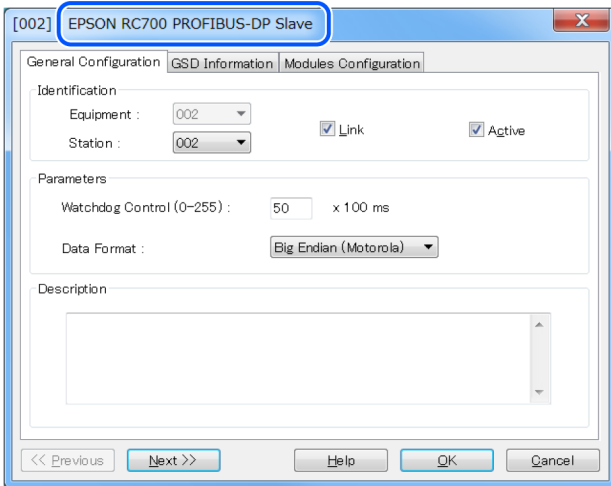 [002] EPSON RC700 PROFIBUS-DP Slave
General Configuration GSD Information Modules Configuration
Identification
Equipment : 002
Link
Active
Station : 002
Parameters
Watchdog Control (0-255) : 50 x 100 ms
Data Format : Big Endian (Motorola)
Description
<< Previous Next >> Help OK Cancel